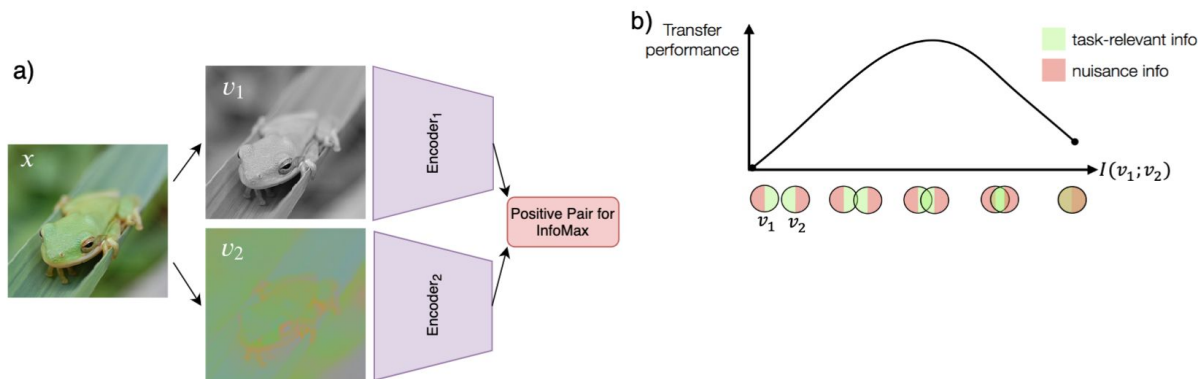 a)
x
v₁
v₂
Encoder₁
Encoder₂
Positive Pair for
InfoMax
b)
Transfer
performance
task-relevant info
nuisance info
I(v₁;v₂)
v₁ v₂